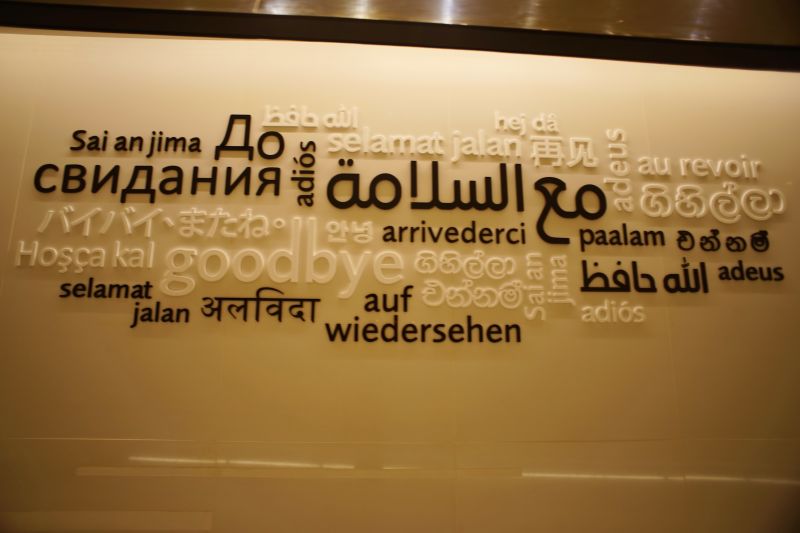 الله حافظ
hej då
Sai an jima
До свидания
adiós
selamat jalan
再见
adeus
au revoir
مع السلامة
ගිහිල්ලා
バイバイ、またね。
안녕
arrivederci
paalam
එන්නම්
Hoşça kal
goodbye
ගිහිල්ලා එන්නම්
Sai an jima
الله حافظ
adeus
selamat jalan
अलविदा
auf wiedersehen
adiós